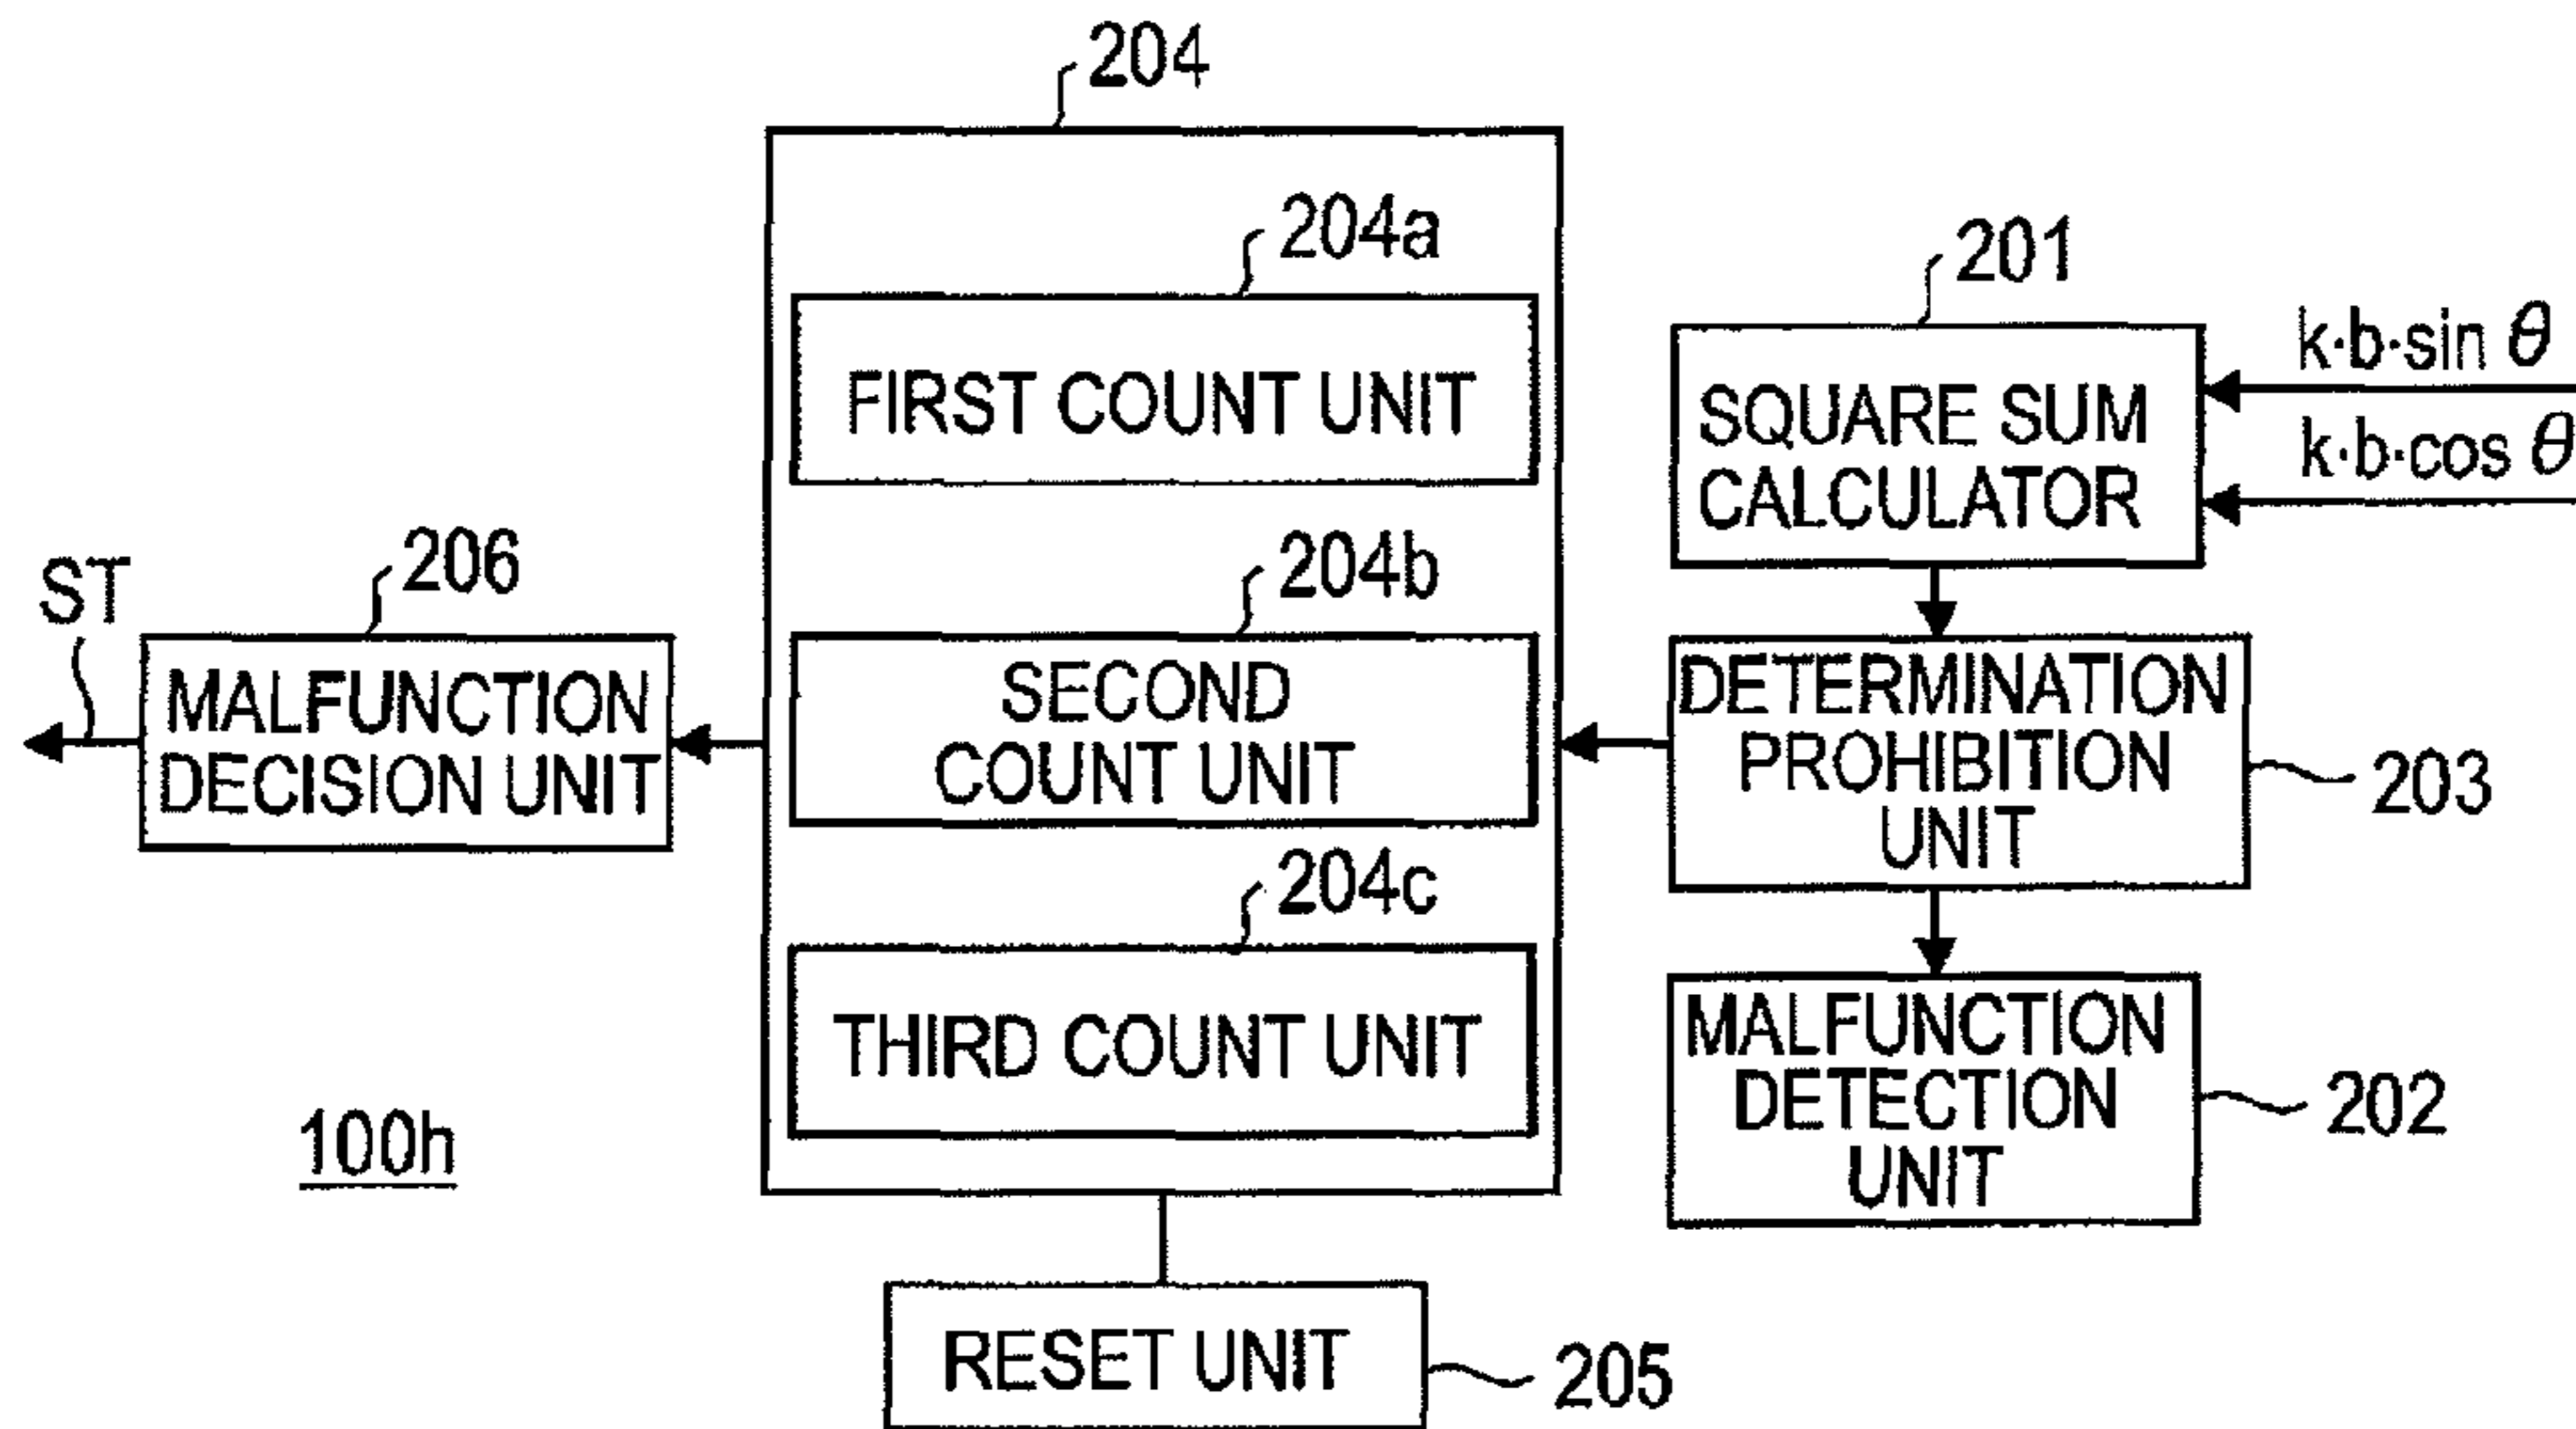 204
204a
FIRST COUNT UNIT
204b
SECOND
COUNT UNIT
204c
THIRD COUNT UNIT
201
SQUARE SUM
CALCULATOR
k·b·sin θ
k·b·cos θ
ST
206
MALFUNCTION
DECISION UNIT
DETERMINATION
PROHIBITION
UNIT
203
MALFUNCTION
DETECTION
UNIT
202
100h
RESET UNIT
205